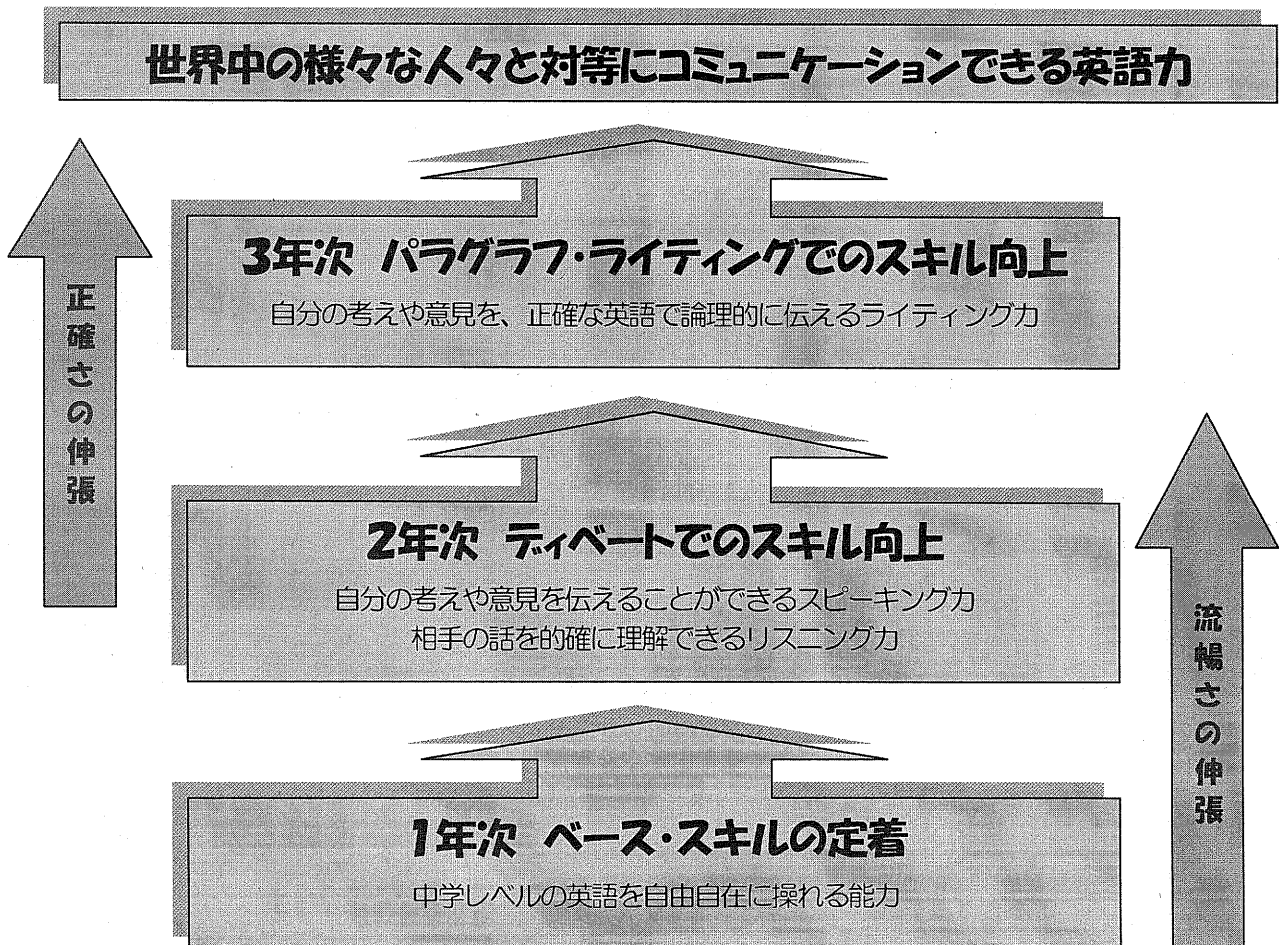 世界中の様々な人々と対等にコミュニケーションできる英語力
正確さの伸張
3年次 パラグラフ・ライティングでのスキル向上
自分の考えや意見を、正確な英語で論理的に伝えるライティング力
2年次 ディベートでのスキル向上
自分の考えや意見を伝えることができるスピーキング力
相手の話を的確に理解できるリスニング力
流暢さの伸張
1年次 ベース・スキルの定着
中学レベルの英語を自由自在に操れる能力